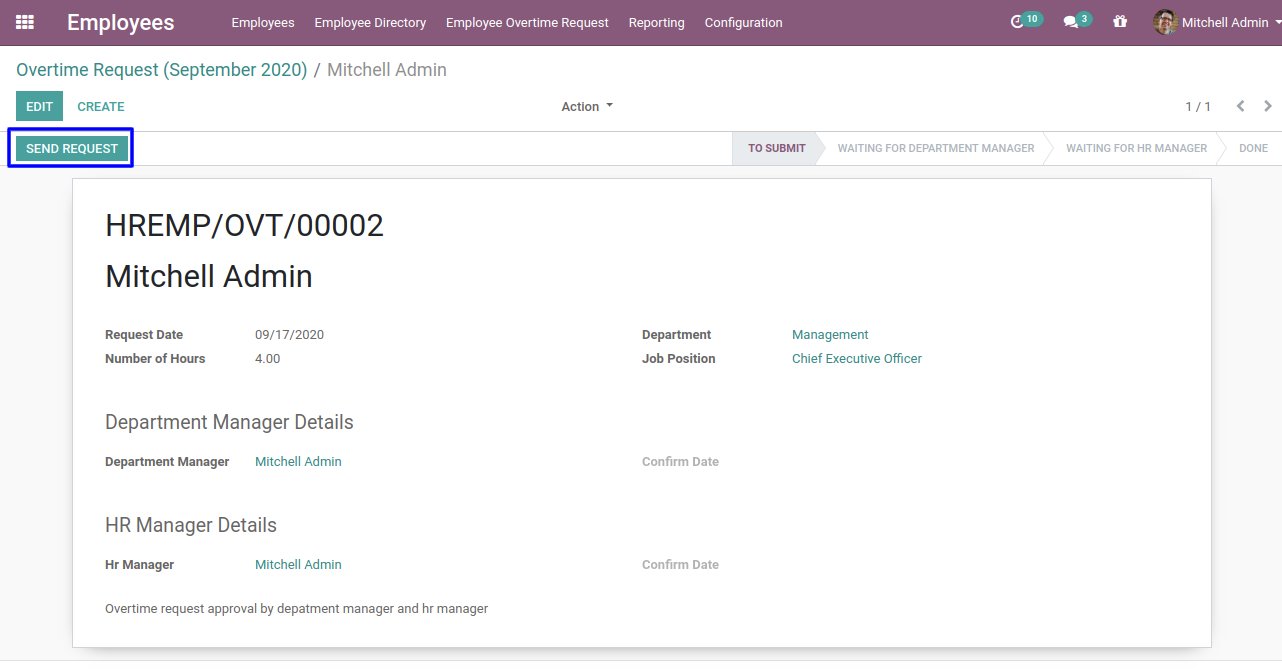 Employees Employees Employee Directory Employee Overtime Request Reporting Configuration 10 3 Mitchell Admin
Overtime Request (September 2020) / Mitchell Admin
EDIT CREATE Action 1 / 1
SEND REQUEST TO SUBMIT WAITING FOR DEPARTMENT MANAGER WAITING FOR HR MANAGER DONE
HREMP/OVT/00002
Mitchell Admin
Request Date 09/17/2020 Department Management
Number of Hours 4.00 Job Position Chief Executive Officer
Department Manager Details
Department Manager Mitchell Admin Confirm Date
HR Manager Details
Hr Manager Mitchell Admin Confirm Date
Overtime request approval by depatment manager and hr manager